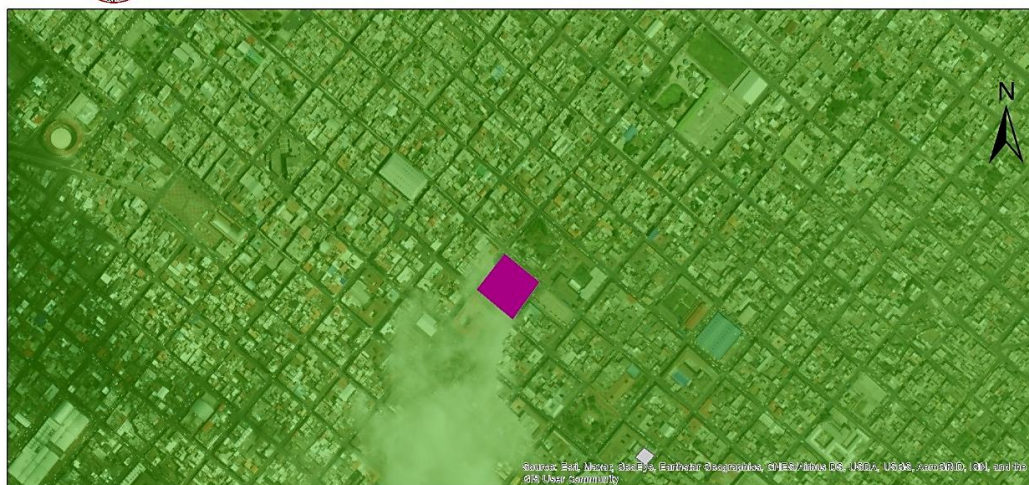 N
Source: Esri, Maxar, GeoEye, Earthstar Geographics, CNES/Airbus DS, USDA, USGS, AeroGRID, IGN, and the
GIS User Community